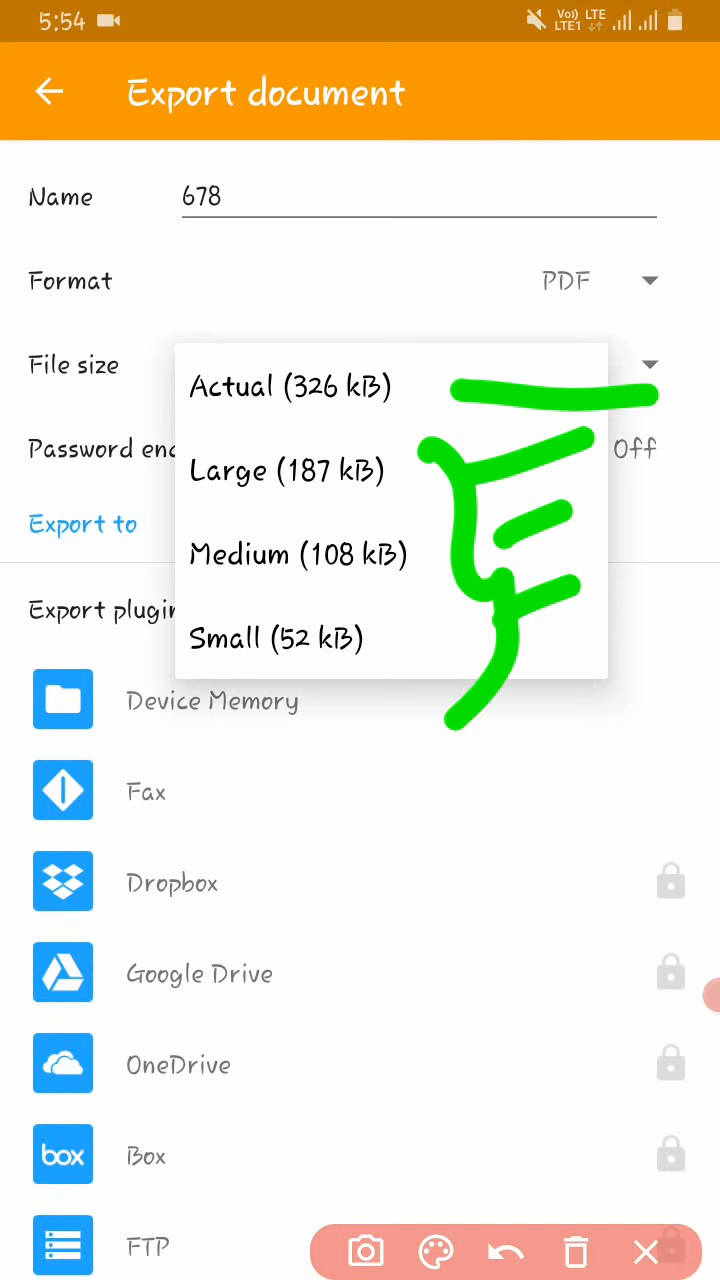 5:54 Vo)) LTE LTE1
Export document
Name 678
Format PDF
File size
Actual (326 kB)
Password enc Off
Large (187 kB)
Export to
Medium (108 kB)
Export plugin
Small (52 kB)
Device Memory
Fax
Dropbox
Google Drive
OneDrive
box Box
FTP